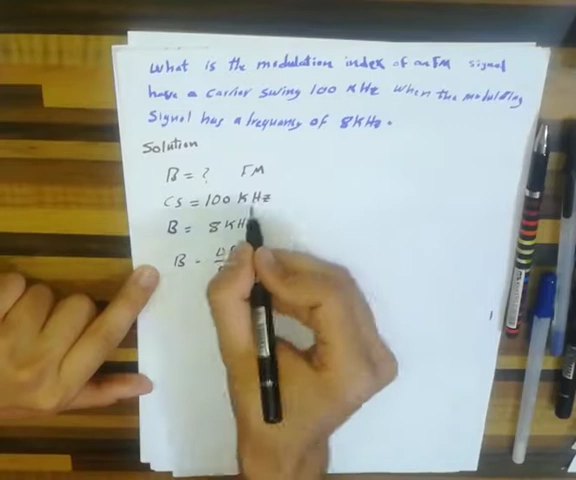 What is the modulation index of an FM signal
have a carrier swing 100 KHz when the modulating
Signal has a frequency of 8KHz.
Solution
B = ? FM
CS = 100 KHz
B = 8 KH
B =